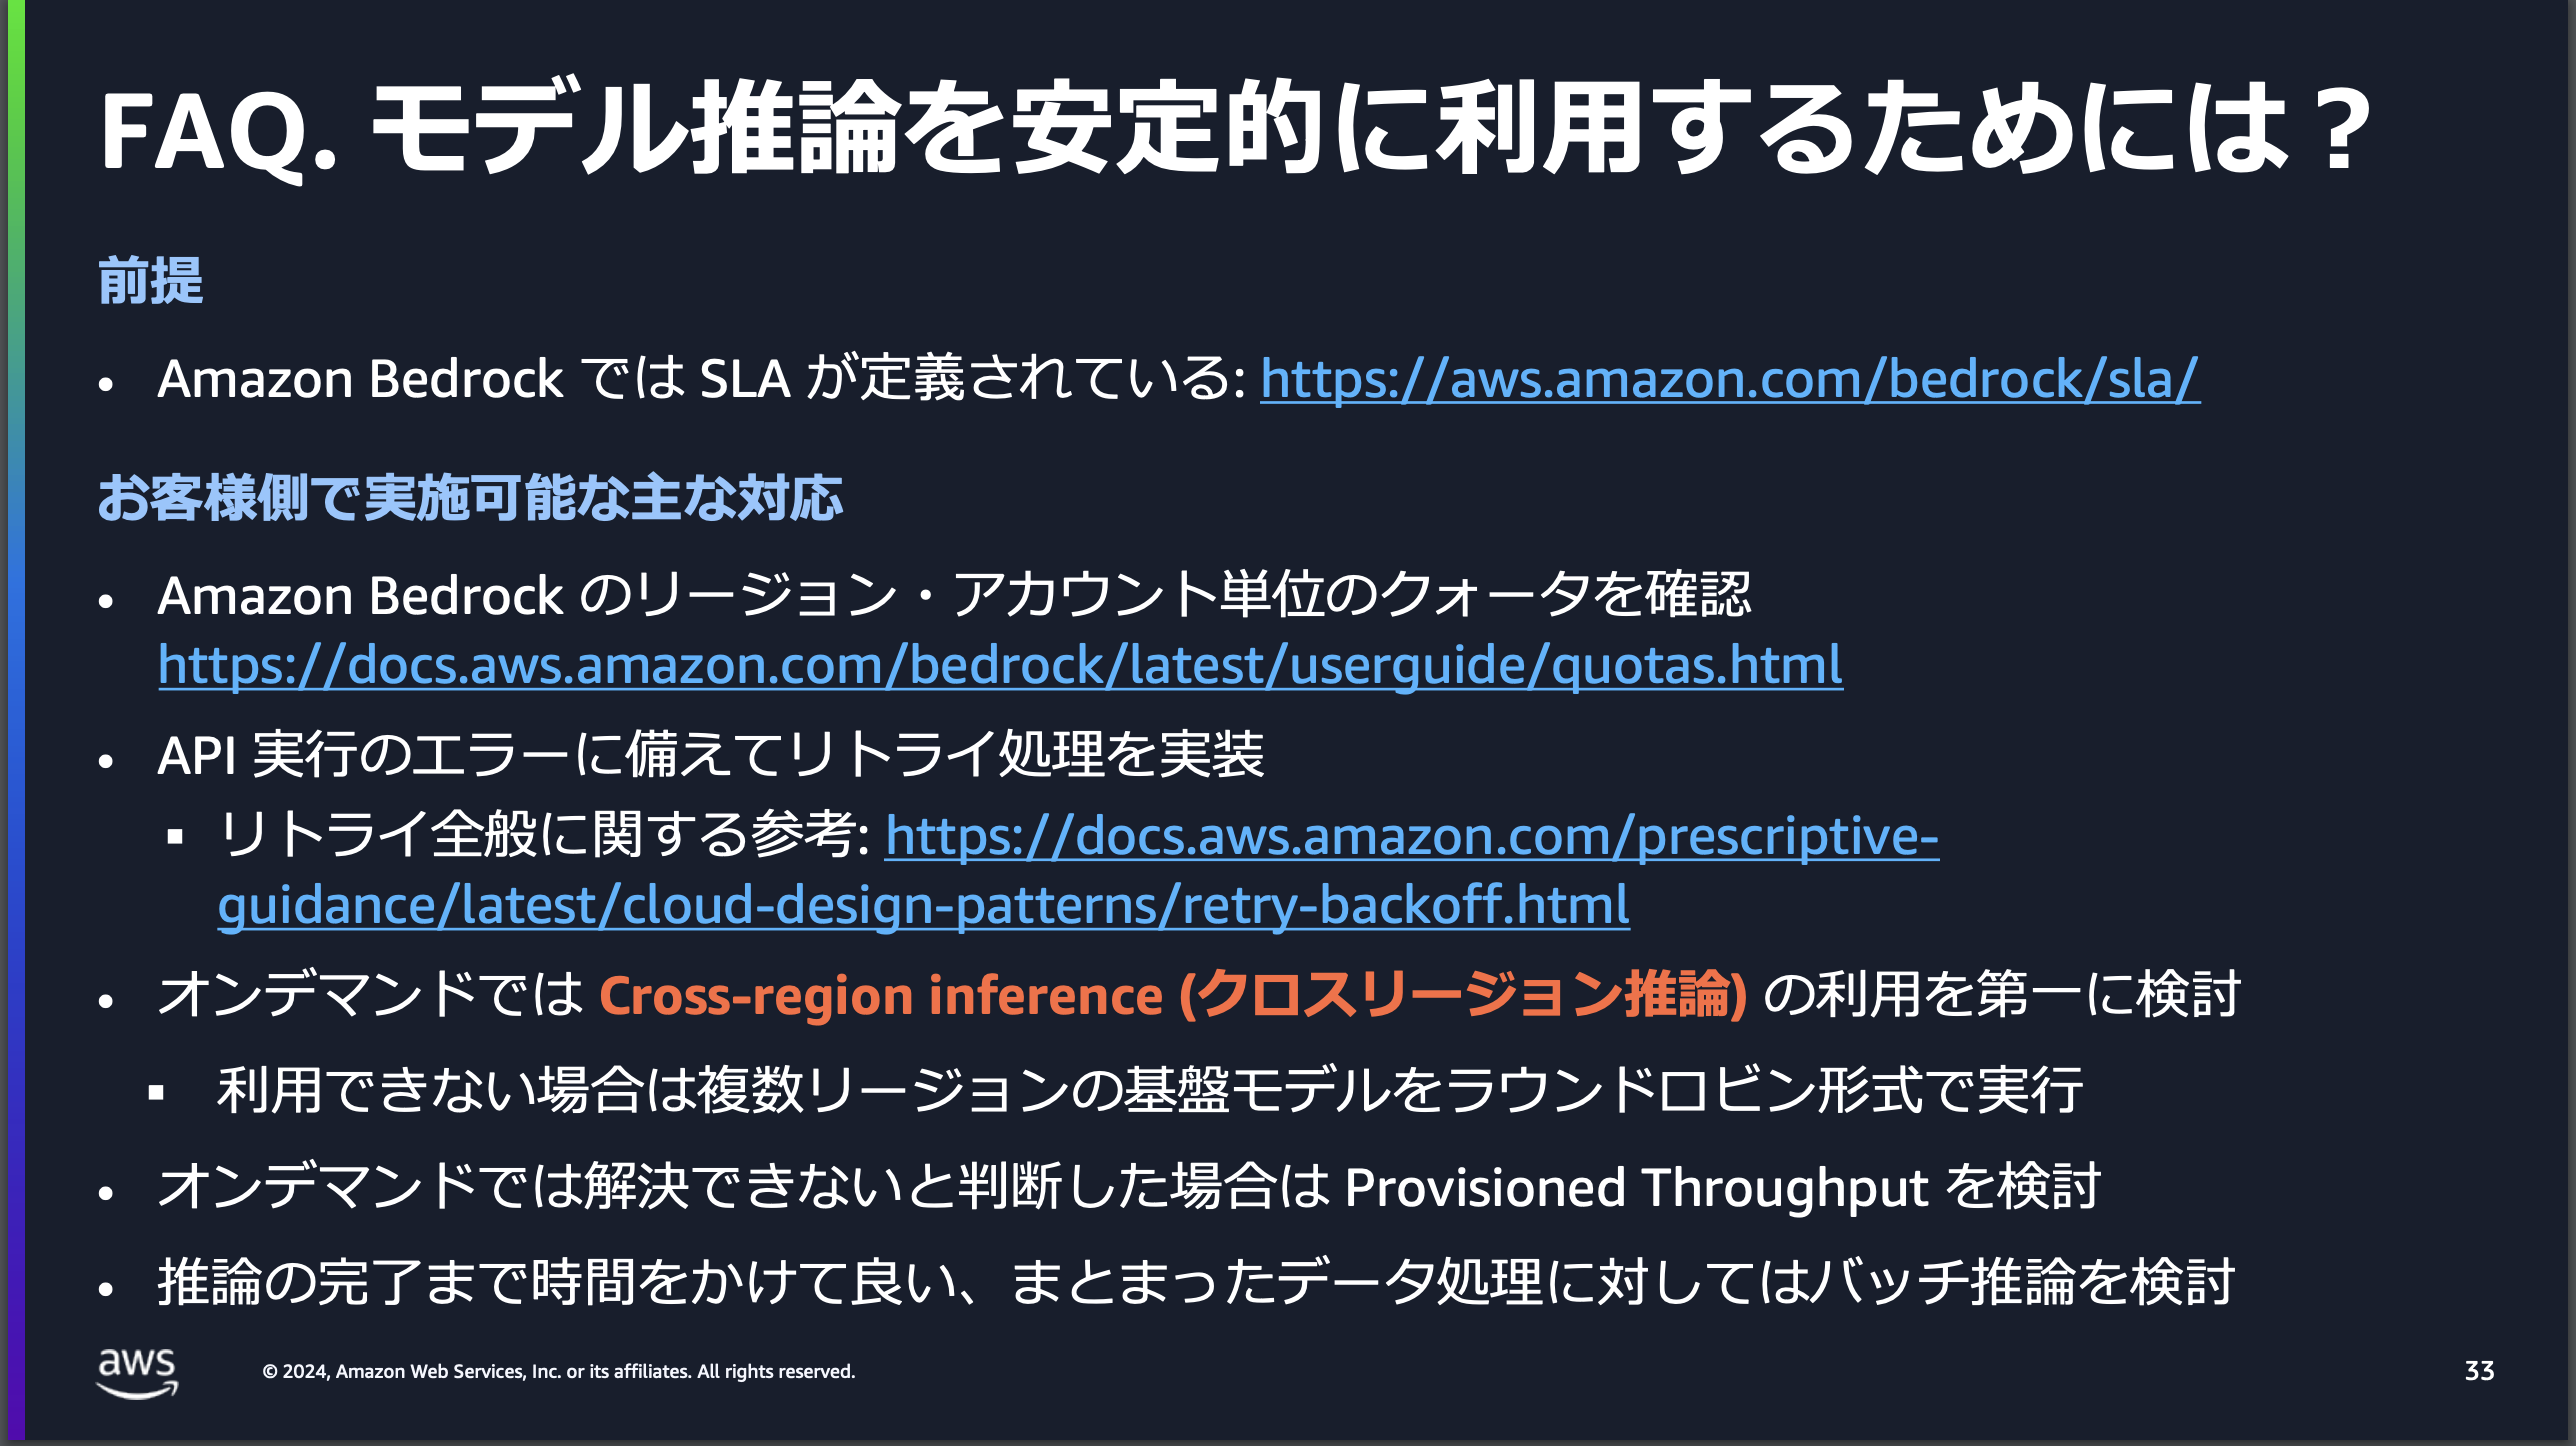 FAQ. モデル推論を安定的に利用するためには？
前提
• Amazon Bedrock では SLA が定義されている: https://aws.amazon.com/bedrock/sla/
お客様側で実施可能な主な対応
• Amazon Bedrock のリージョン・アカウント単位のクォータを確認
https://docs.aws.amazon.com/bedrock/latest/userguide/quotas.html
• API 実行のエラーに備えてリトライ処理を実装
▪ リトライ全般に関する参考: https://docs.aws.amazon.com/prescriptive-
guidance/latest/cloud-design-patterns/retry-backoff.html
• オンデマンドでは Cross-region inference (クロスリージョン推論) の利用を第一に検討
▪ 利用できない場合は複数リージョンの基盤モデルをラウンドロビン形式で実行
• オンデマンドでは解決できないと判断した場合は Provisioned Throughput を検討
• 推論の完了まで時間をかけて良い、まとまったデータ処理に対してはバッチ推論を検討
aws
© 2024, Amazon Web Services, Inc. or its affiliates. All rights reserved.
33